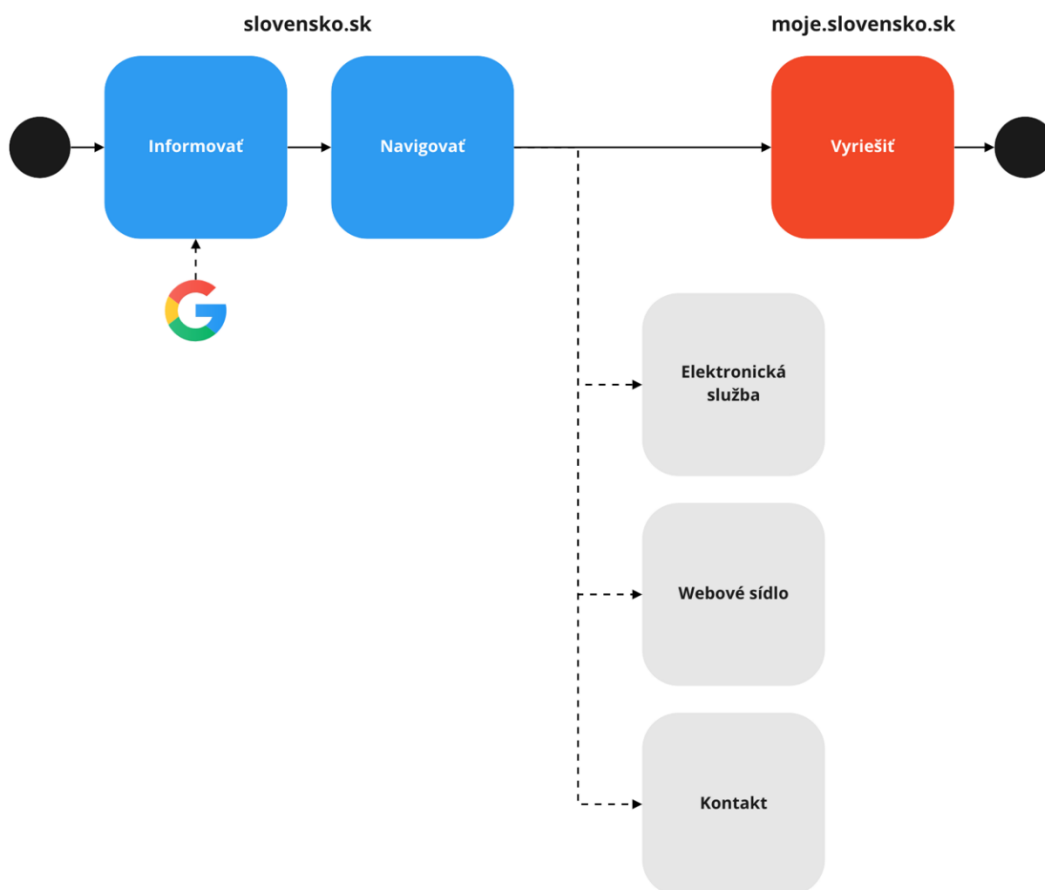 slovensko.sk
moje.slovensko.sk
Informovať
Navigovať
Vyriešiť
Elektronická
služba
Webové sídlo
Kontakt